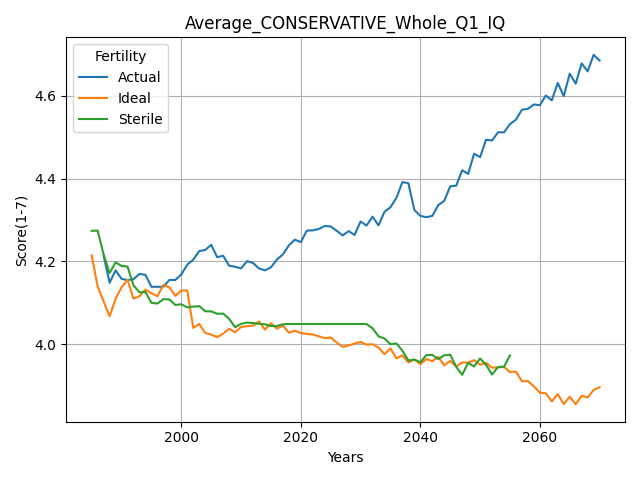 Average_CONSERVATIVE_Whole_Q1_IQ
Fertility
Actual
Ideal
Sterile
Score(1-7)
4.6
4.4
4.2
4.0
2000
2020
2040
2060
Years